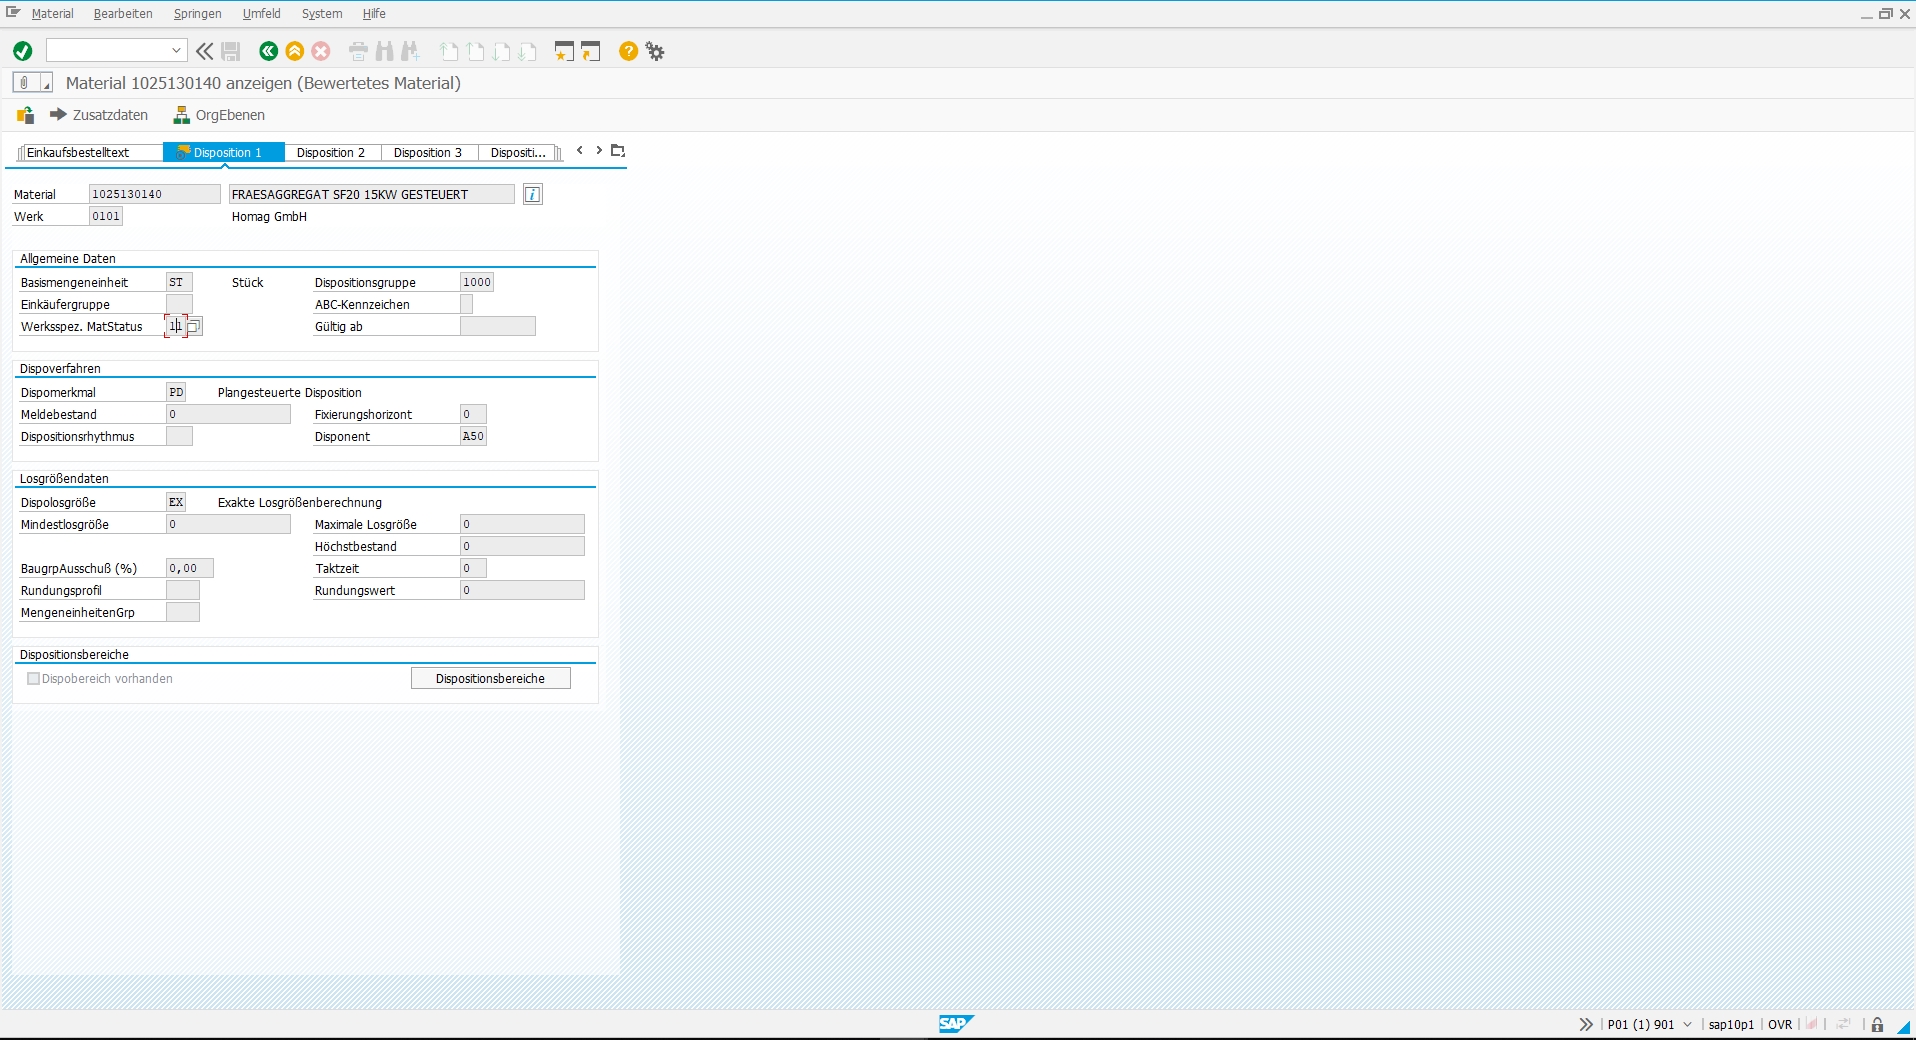 Material Bearbeiten Springen Umfeld System Hilfe
Material 1025130140 anzeigen (Bewertetes Material)
Zusatzdaten OrgEbenen
Einkaufsbestelltext Disposition 1 Disposition 2 Disposition 3 Dispositi...
Material 1025130140 FRAESAGGREGAT SF20 15KW GESTEUERT
Werk 0101 Homag GmbH
Allgemeine Daten
Basismengeneinheit ST Stück Dispositionsgruppe 1000
Einkäufergruppe ABC-Kennzeichen
Werksspez. MatStatus 11 Gültig ab
Dispoverfahren
Dispomerkmal PD Plangesteuerte Disposition
Meldebestand 0 Fixierungshorizont 0
Dispositionsrhythmus Disponent A50
Losgrößendaten
Dispolosgröße EX Exakte Losgrößenberechnung
Mindestlosgröße 0 Maximale Losgröße 0
Höchstbestand 0
BaugrpAusschuß (%) 0,00 Taktzeit 0
Rundungsprofil Rundungswert 0
MengeneinheitenGrp
Dispositionsbereiche
Dispobereich vorhanden Dispositionsbereiche
SAP P01 (1) 901 sap10p1 OVR